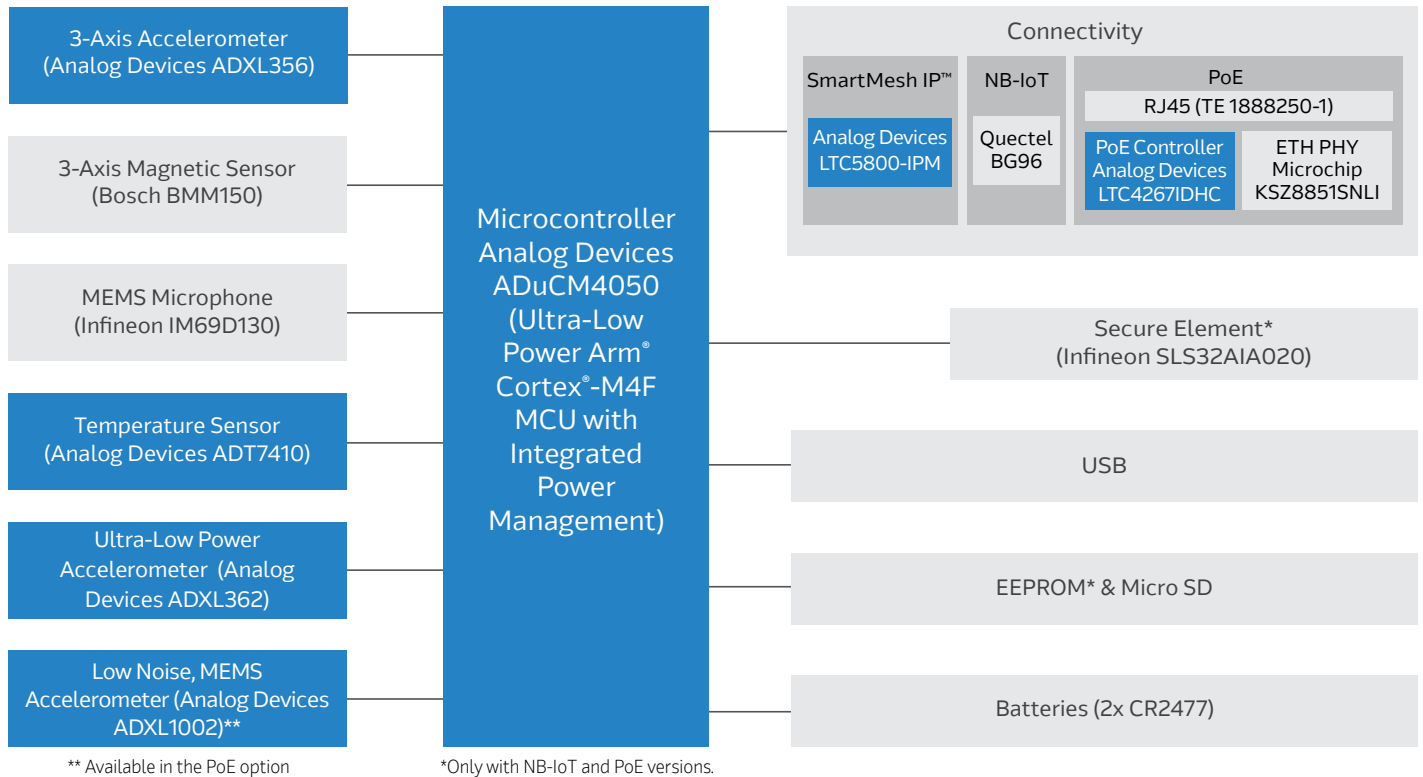 3-Axis Accelerometer
(Analog Devices ADXL356)
3-Axis Magnetic Sensor
(Bosch BMM150)
MEMS Microphone
(Infineon IM69D130)
Temperature Sensor
(Analog Devices ADT7410)
Ultra-Low Power
Accelerometer (Analog
Devices ADXL362)
Low Noise, MEMS
Accelerometer (Analog Devices
ADXL1002)**
** Available in the PoE option
Microcontroller
Analog Devices
ADuCM4050
(Ultra-Low
Power Arm®
Cortex®-M4F
MCU with
Integrated
Power
Management)
*Only with NB-IoT and PoE versions.
Connectivity
SmartMesh IP™
Analog Devices
LTC5800-IPM
NB-IoT
Quectel
BG96
PoE
RJ45 (TE 1888250-1)
PoE Controller
Analog Devices
LTC4267IDHC
ETH PHY
Microchip
KSZ8851SNLI
Secure Element*
(Infineon SLS32AIA020)
USB
EEPROM* & Micro SD
Batteries (2x CR2477)